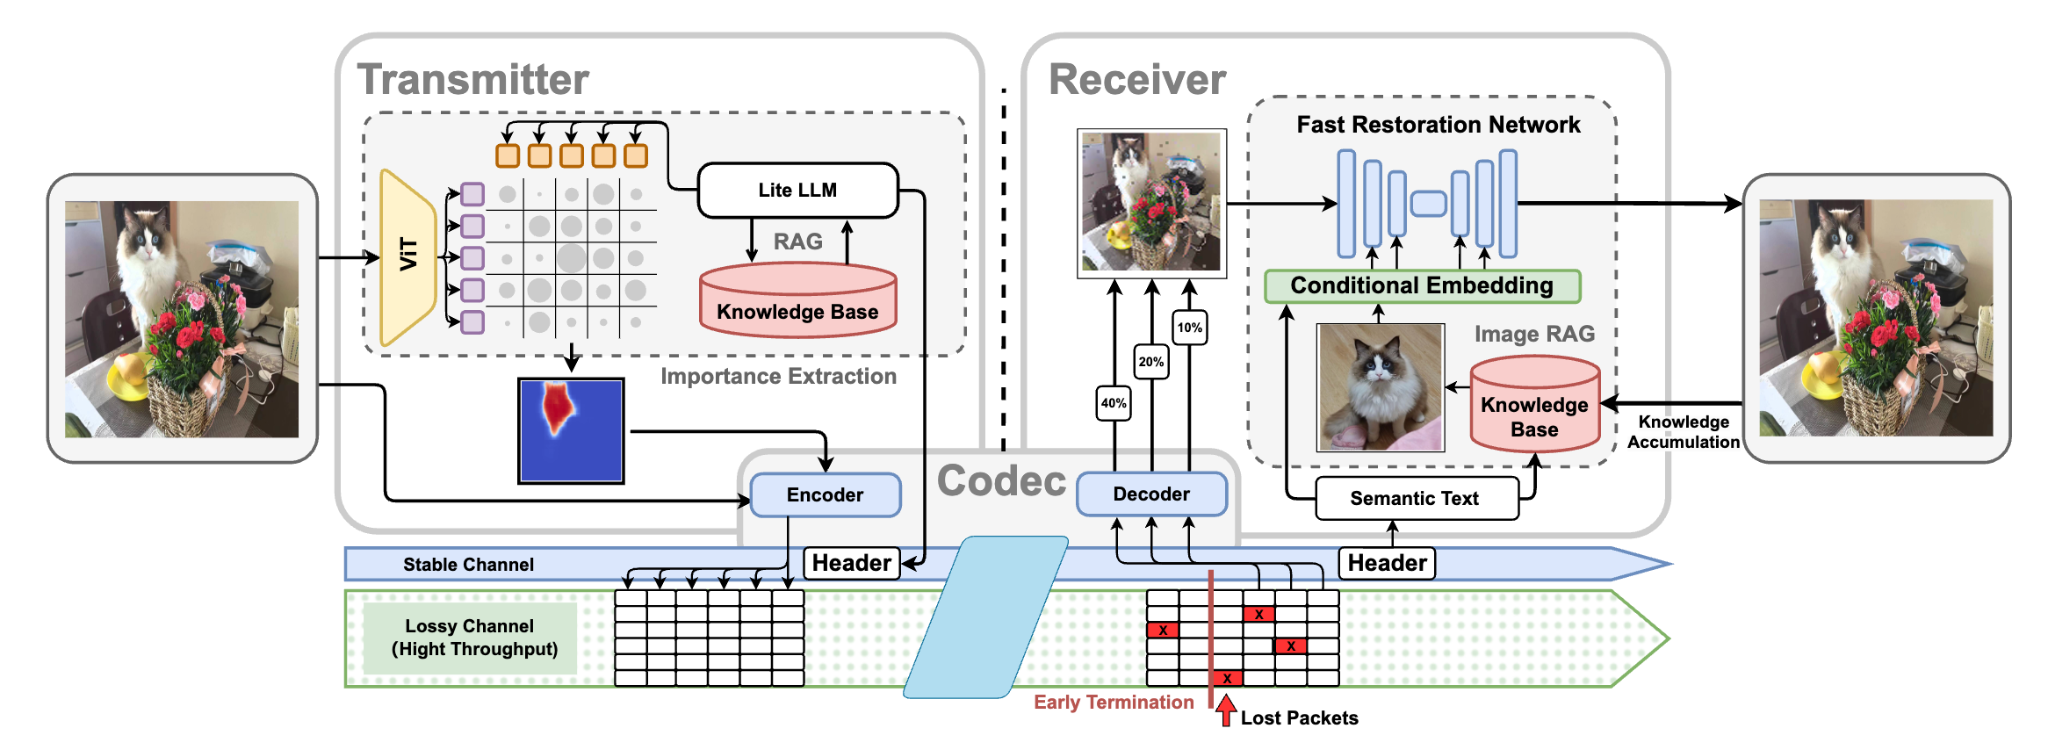 Transmitter
Receiver
ViT
Lite LLM
RAG
Knowledge Base
Importance Extraction
Fast Restoration Network
Conditional Embedding
Image RAG
Knowledge
Base
Knowledge
Accumulation
10%
20%
40%
Codec
Encoder
Decoder
Semantic Text
Stable Channel
Header
Header
Lossy Channel
(Hight Throughput)
X
X
X
X
Early Termination
Lost Packets